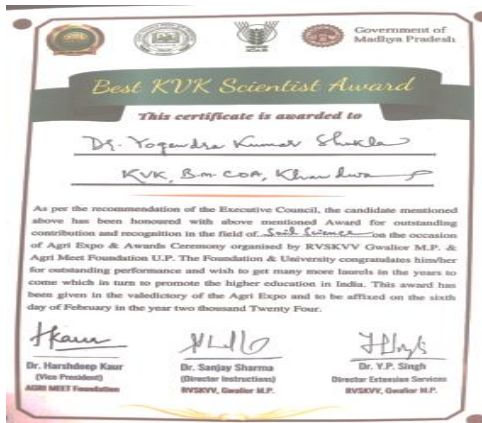 Government of
Madhya Pradesh
Best KVK Scientist Award
This certificate is awarded to
Dr. Yogendra Kumar Shukla
KVK, B.M. COA, Khandwa
As per the recommendation of the Executive Council, the candidate mentioned
above has been honoured with above mentioned Award for outstanding
contribution and recognition in the field of Soil Science on the occasion
of Agri Expo & Awards Ceremony organised by RVSKVV Gwalior M.P. &
Agri Meet Foundation U.P. The Foundation & University congratulates him/her
for outstanding performance and wish to get many more laurels in the years to
come which in turn to promote the higher education in India. This award has
been given in the valedictory of the Agri Expo and to be affixed on the sixth
day of February in the year two thousand Twenty Four.
Dr. Harshdeep Kaur
(Vice President)
AGRI MEET Foundation
Dr. Sanjay Sharma
(Director Instructions)
RVSKVV, Gwalior M.P.
Dr. Y.P. Singh
Director Extension Services
RVSKVV, Gwalior M.P.